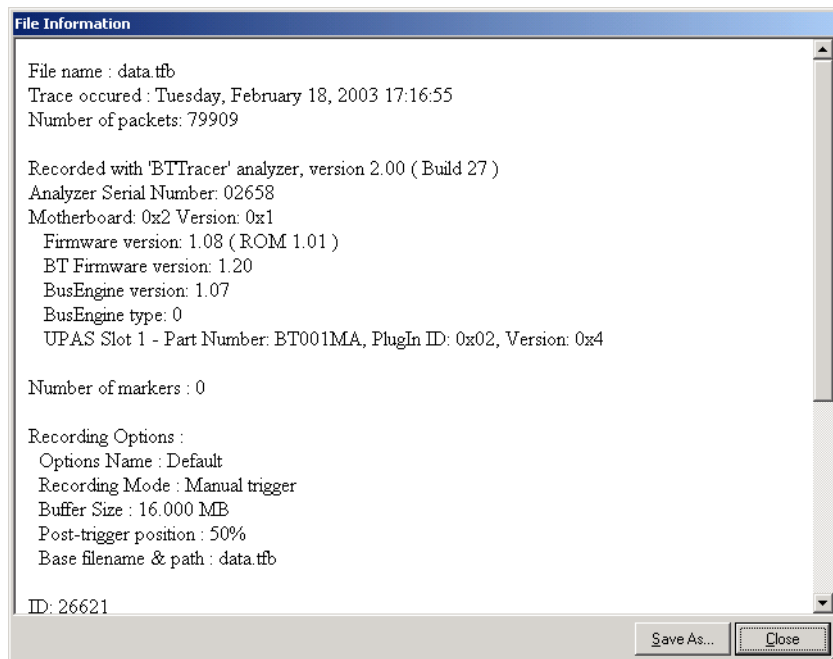 File Information
File name : data.tfb
Trace occured : Tuesday, February 18, 2003 17:16:55
Number of packets: 79909
Recorded with 'BTTracer' analyzer, version 2.00 ( Build 27 )
Analyzer Serial Number: 02658
Motherboard: 0x2 Version: 0x1
Firmware version: 1.08 ( ROM 1.01 )
BT Firmware version: 1.20
BusEngine version: 1.07
BusEngine type: 0
UPAS Slot 1 - Part Number: BT001MA, PlugIn ID: 0x02, Version: 0x4
Number of markers : 0
Recording Options :
Options Name : Default
Recording Mode : Manual trigger
Buffer Size : 16.000 MB
Post-trigger position : 50%
Base filename & path : data.tfb
ID: 26621
Save As... Close